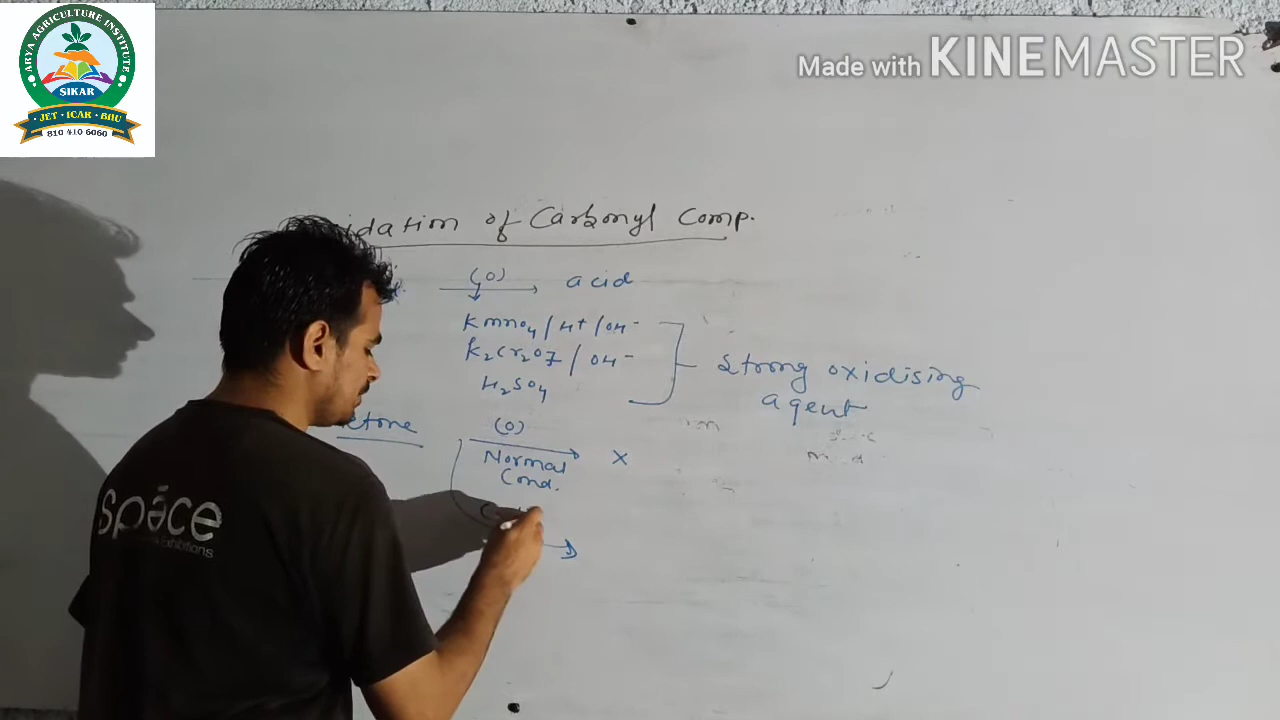 ARYA AGRICULTURE INSTITUTE
SIKAR
· JET · ICAR · BHU ·
810 410 6060
Made with KINEMASTER
idation of Carbonyl Comp.
(O) acid
KMnO4 / H+ / OH-
K2Cr2O7 / OH-
H2SO4
Strong oxidising
agent
etone (O)
Normal ×
Cond.
space